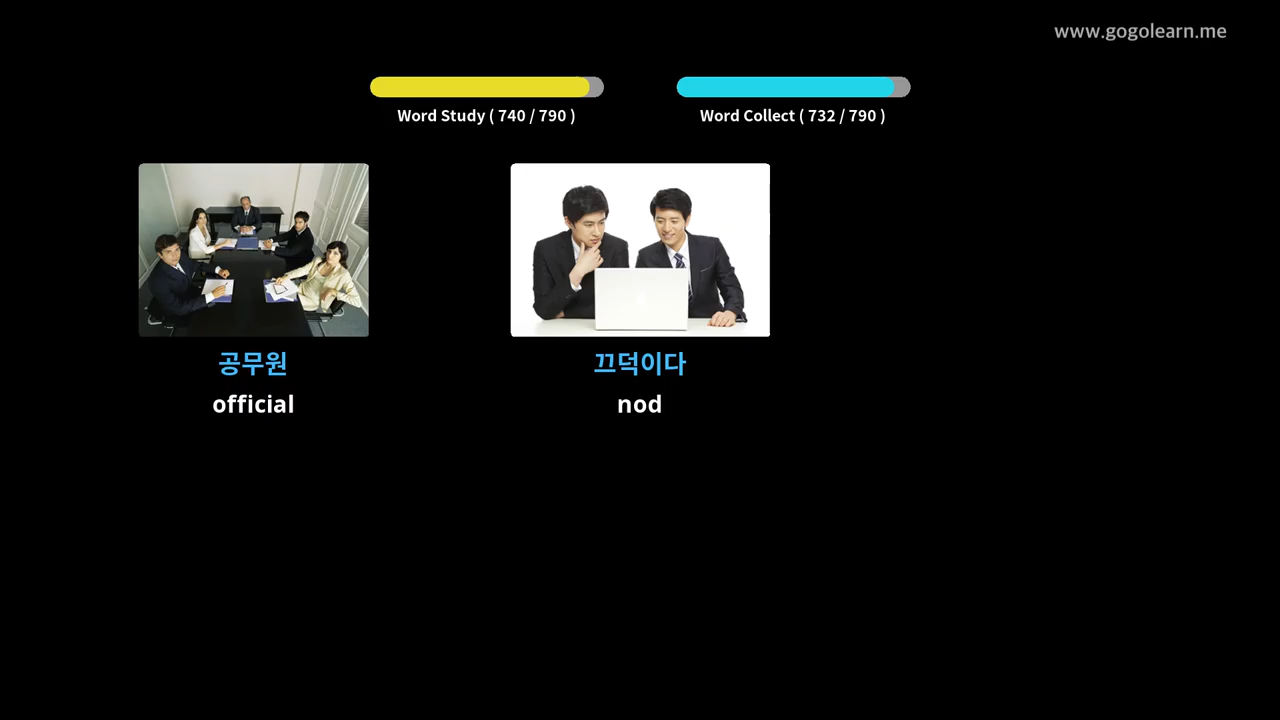 www.gogolearn.me
Word Study ( 740 / 790 )
Word Collect ( 732 / 790 )
공무원
official
끄덕이다
nod